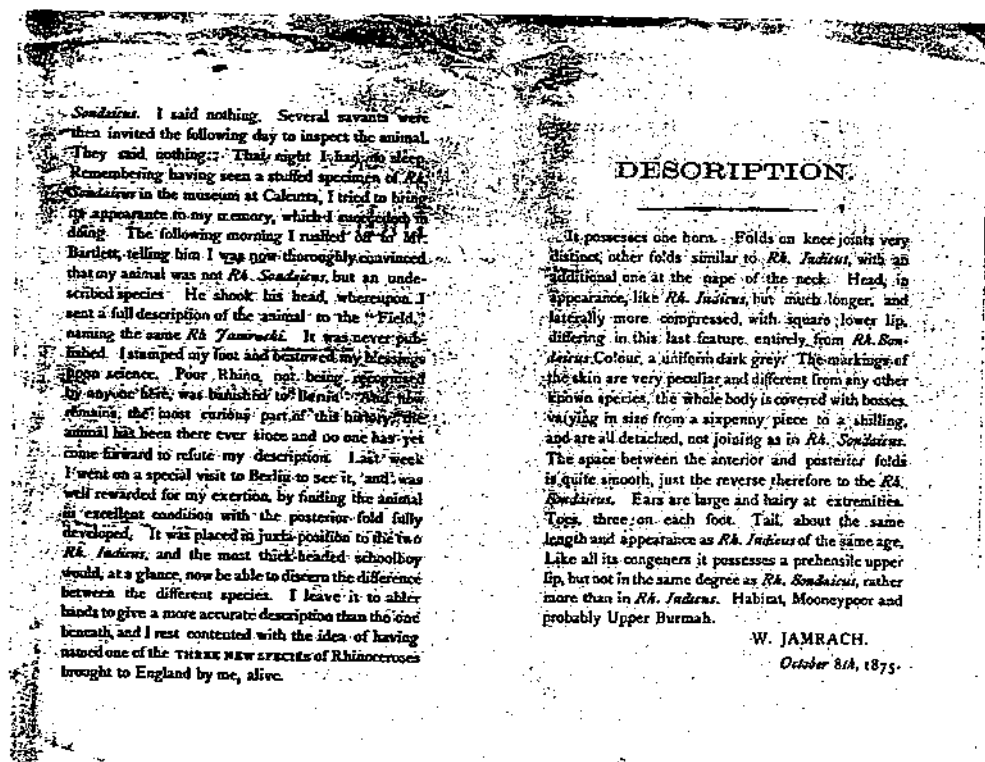 Sondaicus. I said nothing. Several savants were
then invited the following day to inspect the animal.
They said nothing. That night I had no sleep.
Remembering having seen a stuffed specimen of Rh.
Sondaicus in the museum at Calcutta, I tried to bring
its appearance to my memory, which I succeeded in
doing. The following morning I rushed off to Mr.
Bartlett, telling him I was now thoroughly convinced
that my animal was not Rh. Sondaicus, but an unde-
scribed species He shook his head, whereupon I
sent a full description of the animal to the "Field,"
naming the same Rh Jamrachi. It was never pub-
lished. I stamped my foot and bestowed my blessings
upon science. Poor Rhino, not being recognised
by anyone here, was banished to Berlin. And now
remains the most curious part of this history, the
animal has been there ever since and no one has yet
come forward to refute my description. Last week
I went on a special visit to Berlin to see it, and was
well rewarded for my exertion, by finding the animal
in excellent condition with the posterior fold fully
developed. It was placed in juxta-position to the two
Rh. Indicus, and the most thick-headed schoolboy
would, at a glance, now be able to discern the difference
between the different species. I leave it to abler
hands to give a more accurate description than the one
beneath, and I rest contented with the idea of having
named one of the THREE NEW SPECIES of Rhinoceroses
brought to England by me, alive.
DESCRIPTION.
It possesses one horn. Folds on knee joints very
distinct, other folds similar to Rh. Indicus, with an
additional one at the nape of the neck. Head, in
appearance, like Rh. Indicus, but much longer, and
laterally more compressed, with square lower lip,
differing in this last feature entirely from Rh. Son-
daicus. Colour, a uniform dark grey. The markings of
the skin are very peculiar and different from any other
known species, the whole body is covered with bosses,
varying in size from a sixpenny piece to a shilling,
and are all detached, not joining as in Rh. Sondaicus.
The space between the anterior and posterior folds
is quite smooth, just the reverse therefore to the Rh.
Sondaicus. Ears are large and hairy at extremities.
Toes, three on each foot. Tail, about the same
length and appearance as Rh. Indicus of the same age,
Like all its congeners it possesses a prehensile upper
lip, but not in the same degree as Rh. Sondaicus, rather
more than in Rh. Indicus. Habitat, Mooneypoor and
probably Upper Burmah.
W. JAMRACH.
October 8th, 1875.